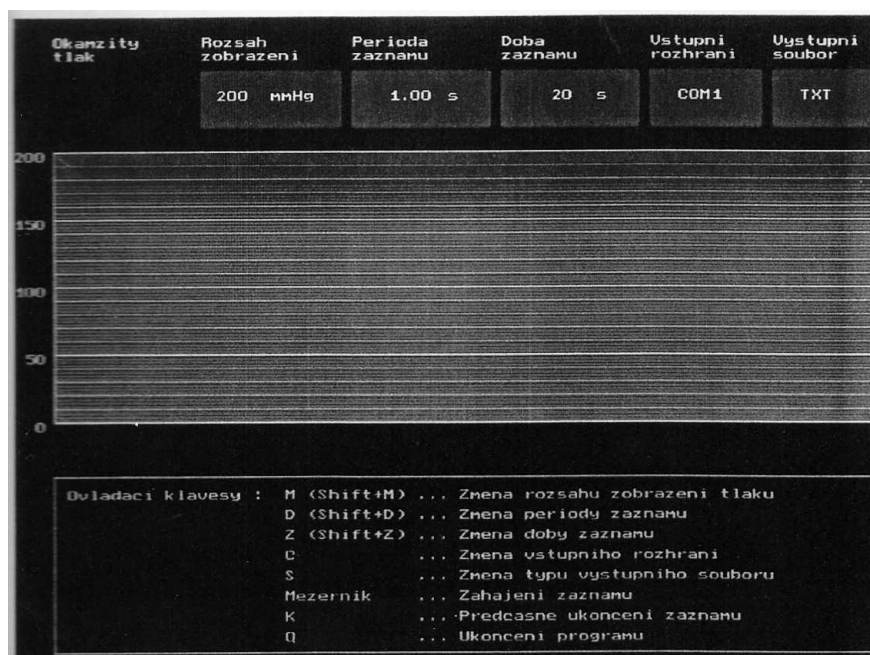 Okamzity tlak
Rozsah zobrazeni
Perioda zaznamu
Doba zaznamu
Vstupni rozhrani
Vystupni soubor
200 mmHg
1.00 s
20 s
COM1
TXT
200
150
100
50
0
Ovladaci klavesy : M (Shift+M) ... Zmena rozsahu zobrazeni tlaku
D (Shift+D) ... Zmena periody zaznamu
Z (Shift+Z) ... Zmena doby zaznamu
C ... Zmena vstupniho rozhrani
S ... Zmena typu vystupniho souboru
Mezernik ... Zahajeni zaznamu
K ... Predcasne ukonceni zaznamu
Q ... Ukonceni programu